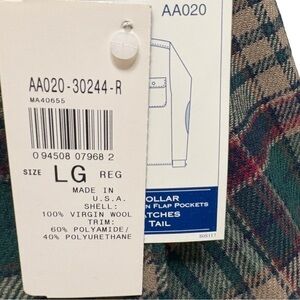 AA020
AA020-30244-R
MA40655
0 94508 07968 2
SIZE LG REG
MADE IN
U.S.A.
SHELL:
100% VIRGIN WOOL
TRIM:
60% POLYAMIDE/
40% POLYURETHANE
OLLAR
N FLAP POCKETS
ATCHES
TAIL